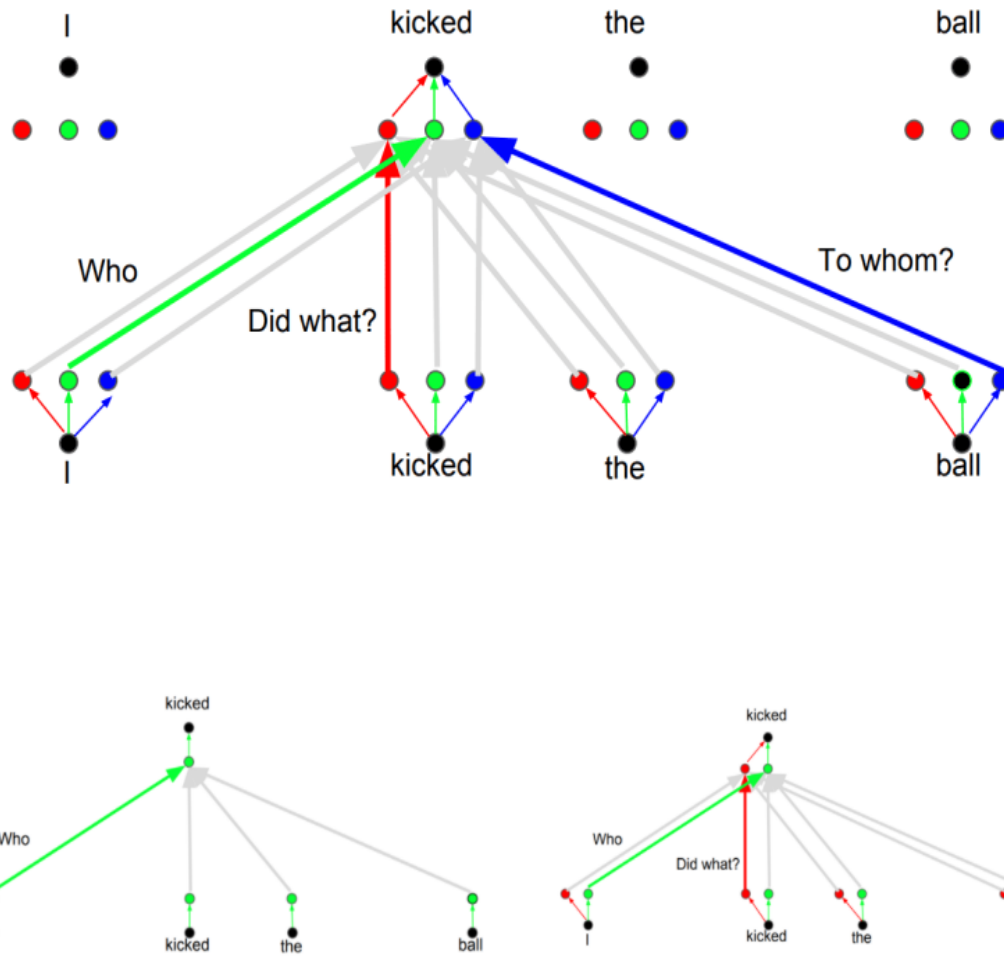 I kicked the ball
Who
To whom?
Did what?
I kicked the ball
kicked
Who
kicked the ball
kicked
Who
Did what?
I kicked the